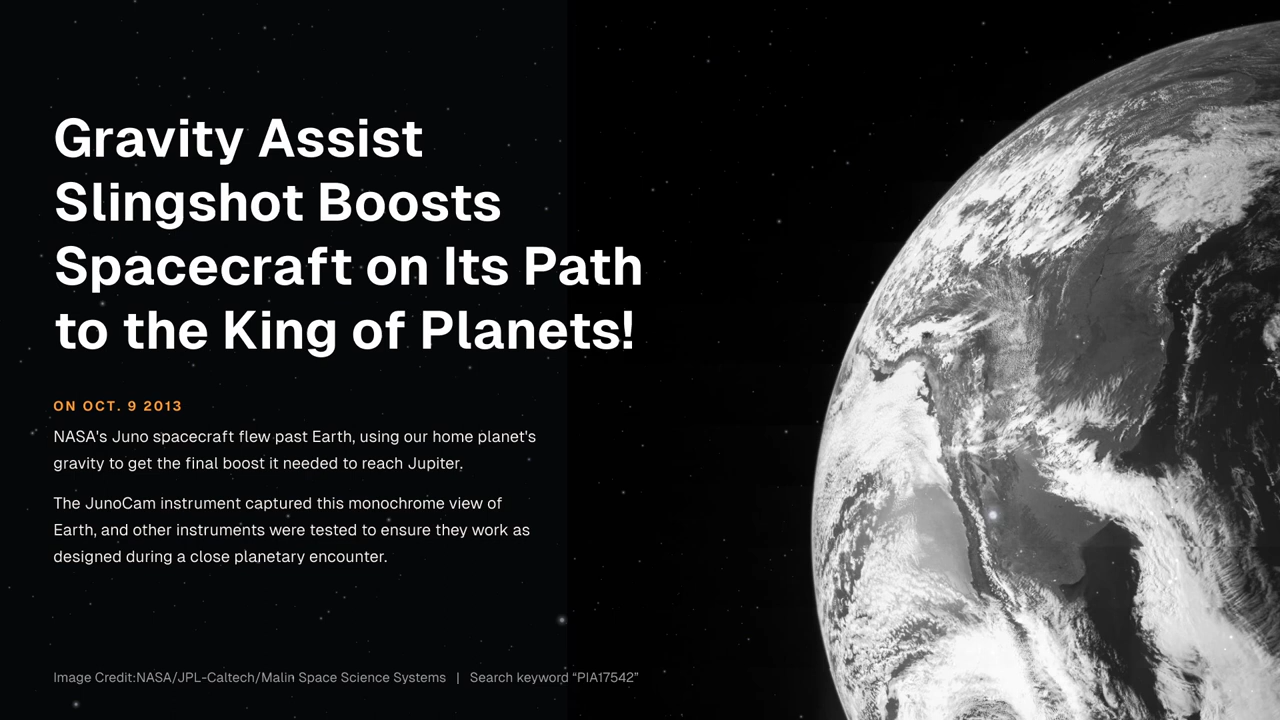 Gravity Assist
Slingshot Boosts
Spacecraft on Its Path
to the King of Planets!
ON OCT. 9 2013
NASA's Juno spacecraft flew past Earth, using our home planet's
gravity to get the final boost it needed to reach Jupiter.
The JunoCam instrument captured this monochrome view of
Earth, and other instruments were tested to ensure they work as
designed during a close planetary encounter.
Image Credit:NASA/JPL-Caltech/Malin Space Science Systems | Search keyword “PIA17542”